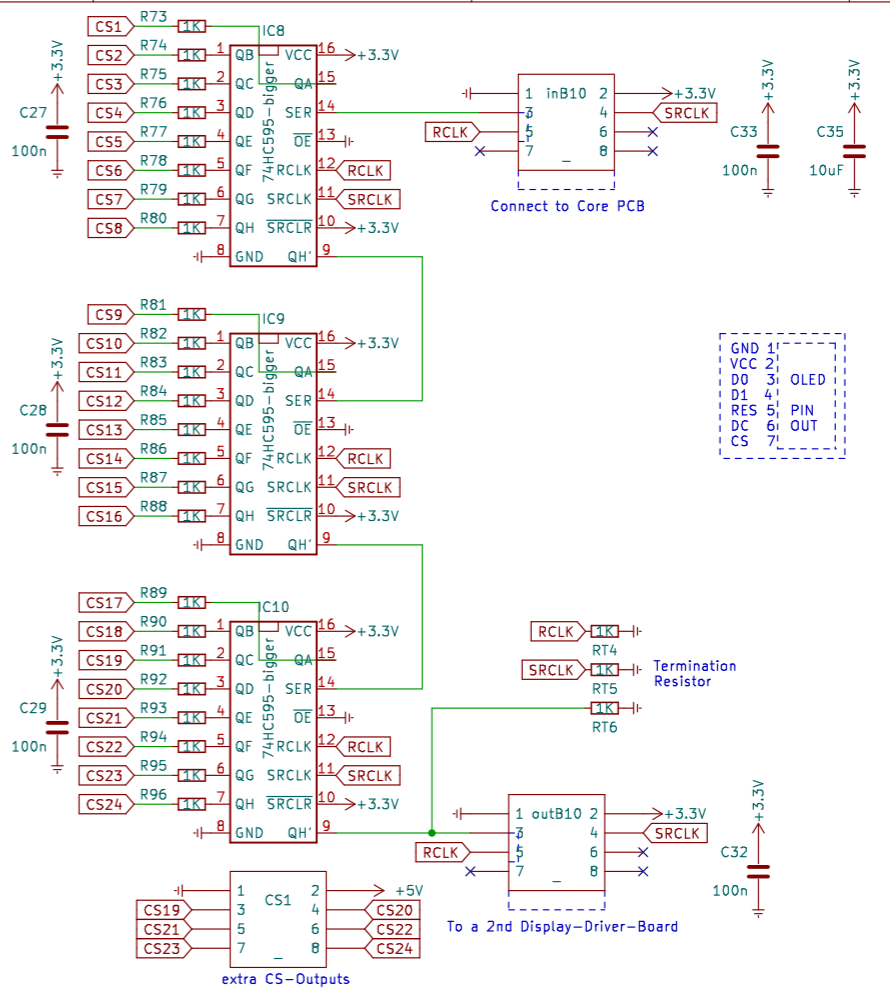 CS1 R73 1K
IC8
CS2 R74 1K 1 QB VCC 16 +3.3V
CS3 R75 1K 2 QC QA 15
CS4 R76 1K 3 QD SER 14
CS5 R77 1K 4 QE OE 13
CS6 R78 1K 5 QF RCLK 12 RCLK
CS7 R79 1K 6 QG SRCLK 11 SRCLK
CS8 R80 1K 7 QH SRCLR 10 +3.3V
8 GND QH' 9
74HC595-bigger
+3.3V
C27
100n
1 inB10 2 +3.3V
3 4 SRCLK
RCLK 5 6
7 8
_
Connect to Core PCB
+3.3V
C33
100n
+3.3V
C35
10uF
CS9 R81 1K
IC9
CS10 R82 1K 1 QB VCC 16 +3.3V
CS11 R83 1K 2 QC QA 15
CS12 R84 1K 3 QD SER 14
CS13 R85 1K 4 QE OE 13
CS14 R86 1K 5 QF RCLK 12 RCLK
CS15 R87 1K 6 QG SRCLK 11 SRCLK
CS16 R88 1K 7 QH SRCLR 10 +3.3V
8 GND QH' 9
74HC595-bigger
+3.3V
C28
100n
GND 1
VCC 2
D0 3 OLED
D1 4
RES 5 PIN
DC 6 OUT
CS 7
CS17 R89 1K
IC10
CS18 R90 1K 1 QB VCC 16 +3.3V
CS19 R91 1K 2 QC QA 15
CS20 R92 1K 3 QD SER 14
CS21 R93 1K 4 QE OE 13
CS22 R94 1K 5 QF RCLK 12 RCLK
CS23 R95 1K 6 QG SRCLK 11 SRCLK
CS24 R96 1K 7 QH SRCLR 10 +3.3V
8 GND QH' 9
74HC595-bigger
+3.3V
C29
100n
RCLK 1K
RT4
SRCLK 1K
RT5
1K
RT6
Termination
Resistor
1 outB10 2 +3.3V
3 4 SRCLK
RCLK 5 6
7 8
_
To a 2nd Display-Driver-Board
+3.3V
C32
100n
1 CS1 2 +5V
CS19 3 4 CS20
CS21 5 6 CS22
CS23 7 8 CS24
_
extra CS-Outputs